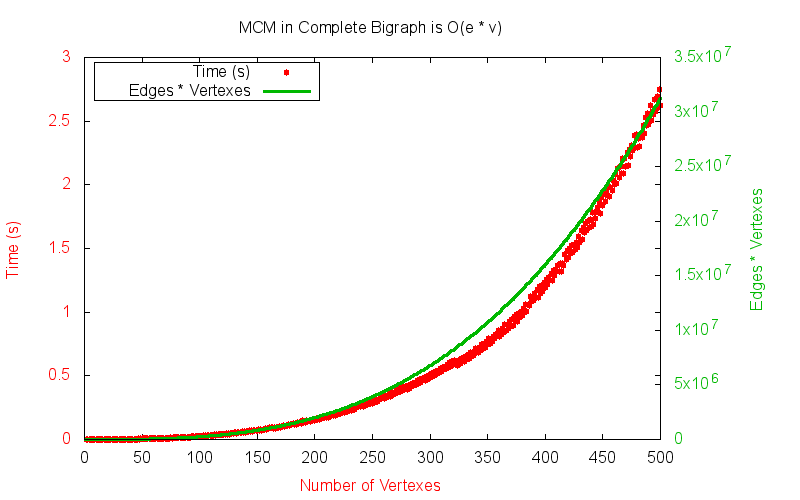 MCM in Complete Bigraph is O(e * v)
Time (s)
Edges * Vertexes
3
2.5
2
1.5
1
0.5
0
Time (s)
3.5x10^7
3x10^7
2.5x10^7
2x10^7
1.5x10^7
1x10^7
5x10^6
0
Edges * Vertexes
0 50 100 150 200 250 300 350 400 450 500
Number of Vertexes